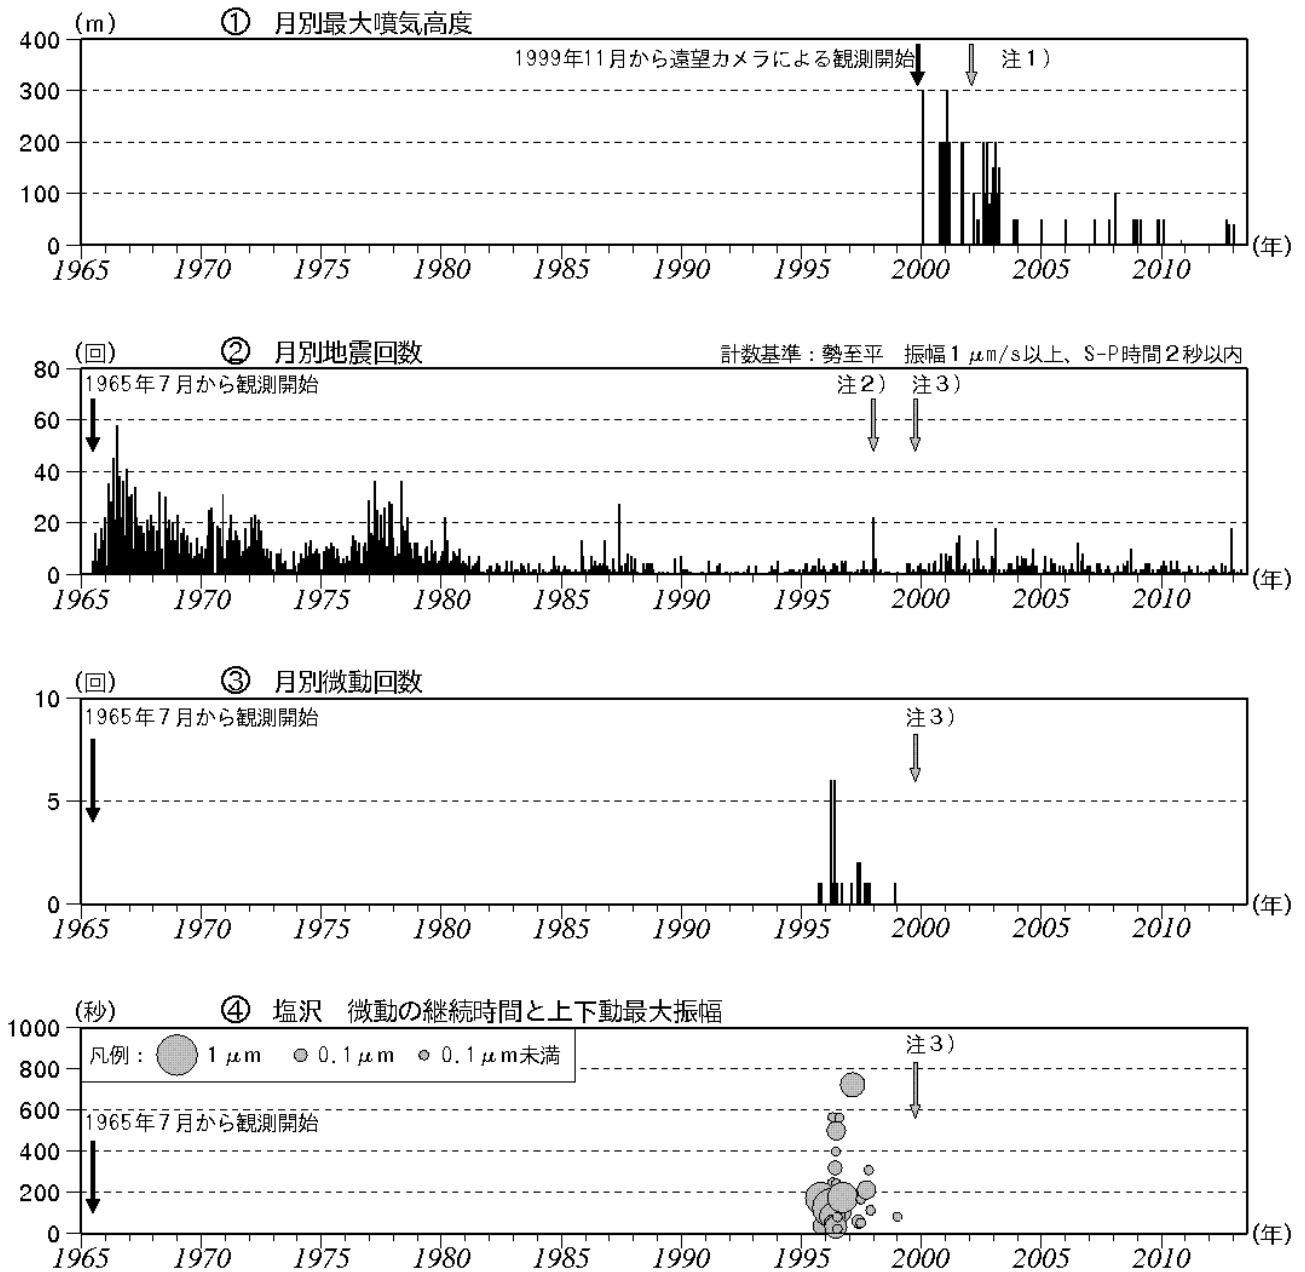 (m) ① 月別最大噴気高度
400
1999年11月から遠望カメラによる観測開始 注1)
300
200
100
0
1965 1970 1975 1980 1985 1990 1995 2000 2005 2010 (年)
(回) ② 月別地震回数 計数基準：勢至平 振幅1μm/s以上、S-P時間2秒以内
80
1965年7月から観測開始 注2) 注3)
60
40
20
0
1965 1970 1975 1980 1985 1990 1995 2000 2005 2010 (年)
(回) ③ 月別微動回数
10
1965年7月から観測開始 注3)
5
0
1965 1970 1975 1980 1985 1990 1995 2000 2005 2010 (年)
(秒) ④ 塩沢 微動の継続時間と上下動最大振幅
1000
凡例： 1μm 0.1μm 0.1μm未満 注3)
800
600
1965年7月から観測開始
400
200
0
1965 1970 1975 1980 1985 1990 1995 2000 2005 2010 (年)